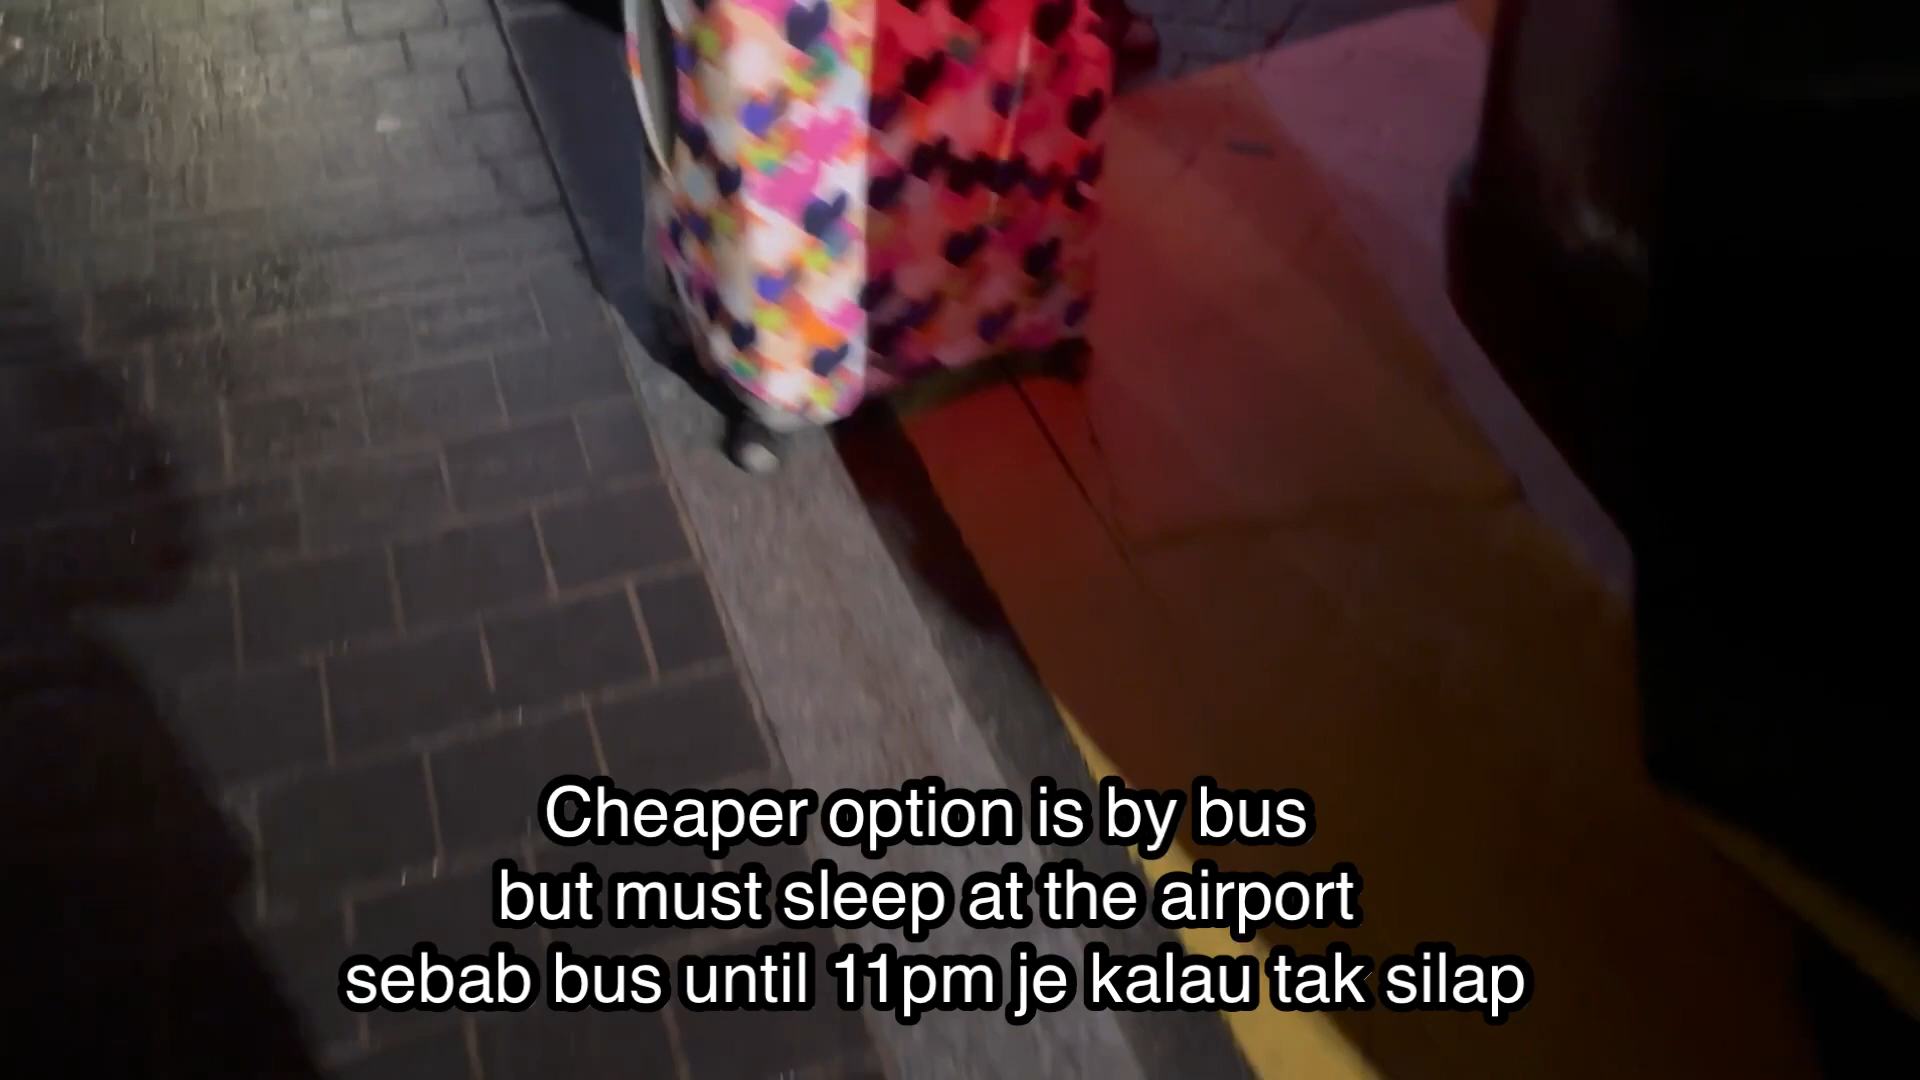 Cheaper option is by bus
but must sleep at the airport
sebab bus until 11pm je kalau tak silap